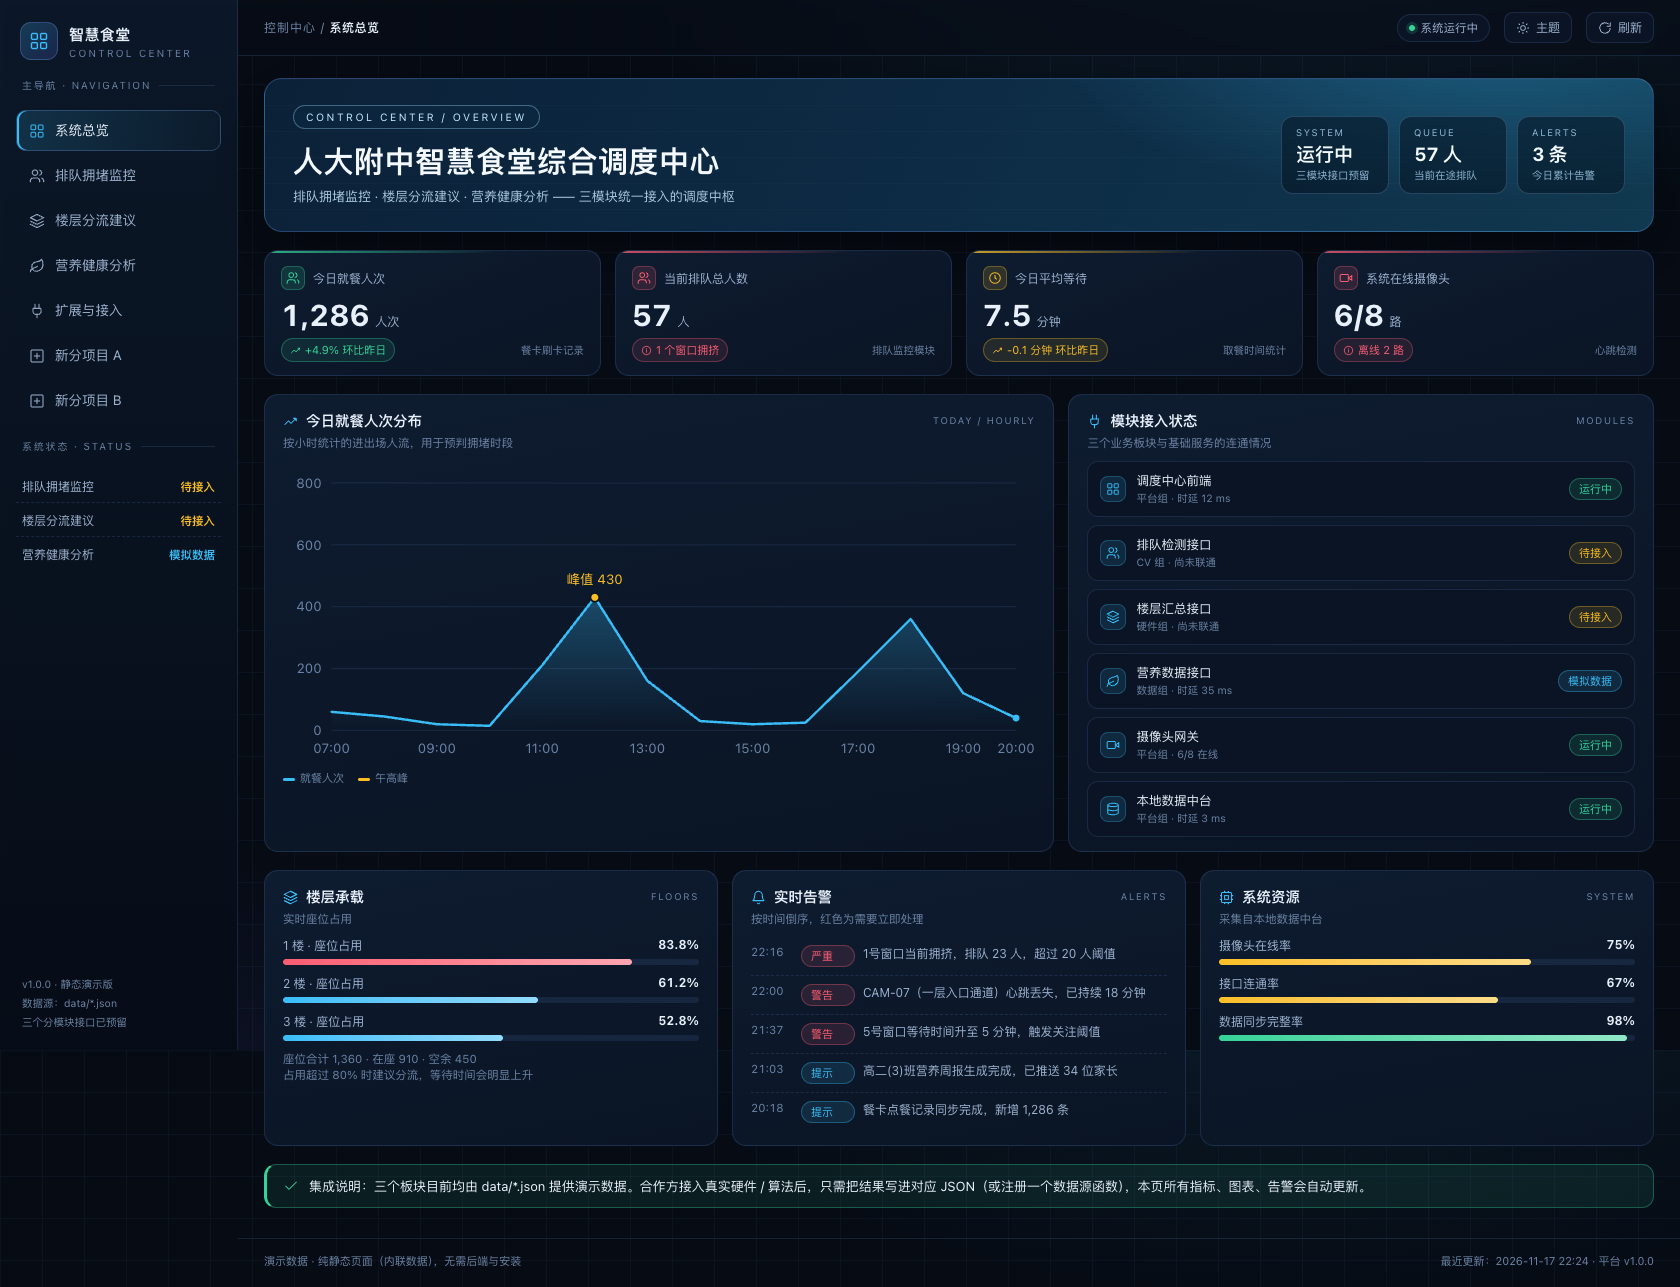 智慧食堂
CONTROL CENTER
主导航 · NAVIGATION
系统总览
排队拥堵监控
楼层分流建议
营养健康分析
扩展与接入
新分项目 A
新分项目 B
系统状态 · STATUS
排队拥堵监控 待接入
楼层分流建议 待接入
营养健康分析 模拟数据
v1.0.0 · 静态演示版
数据源：data/*.json
三个分模块接口已预留
控制中心 / 系统总览
系统运行中
主题
刷新
CONTROL CENTER / OVERVIEW
人大附中智慧食堂综合调度中心
排队拥堵监控 · 楼层分流建议 · 营养健康分析 —— 三模块统一接入的调度中枢
SYSTEM
运行中
三模块接口预留
QUEUE
57 人
当前在途排队
ALERTS
3 条
今日累计告警
今日就餐人次
1,286 人次
+4.9% 环比昨日
餐卡刷卡记录
当前排队总人数
57 人
1 个窗口拥挤
排队监控模块
今日平均等待
7.5 分钟
-0.1 分钟 环比昨日
取餐时间统计
系统在线摄像头
6/8 路
离线 2 路
心跳检测
今日就餐人次分布
TODAY / HOURLY
按小时统计的进出场人流，用于预判拥堵时段
800
600
400
200
0
峰值 430
07:00 09:00 11:00 13:00 15:00 17:00 19:00 20:00
就餐人次 午高峰
模块接入状态
MODULES
三个业务板块与基础服务的连通情况
调度中心前端
平台组 · 时延 12 ms
运行中
排队检测接口
CV 组 · 尚未联通
待接入
楼层汇总接口
硬件组 · 尚未联通
待接入
营养数据接口
数据组 · 时延 35 ms
模拟数据
摄像头网关
平台组 · 6/8 在线
运行中
本地数据中台
平台组 · 时延 3 ms
运行中
楼层承载
FLOORS
实时座位占用
1 楼 · 座位占用 83.8%
2 楼 · 座位占用 61.2%
3 楼 · 座位占用 52.8%
座位合计 1,360 · 在座 910 · 空余 450
占用超过 80% 时建议分流，等待时间会明显上升
实时告警
ALERTS
按时间倒序，红色为需要立即处理
22:16 严重 1号窗口当前拥挤，排队 23 人，超过 20 人阈值
22:00 警告 CAM-07（一层入口通道）心跳丢失，已持续 18 分钟
21:37 警告 5号窗口等待时间升至 5 分钟，触发关注阈值
21:03 提示 高二(3)班营养周报生成完成，已推送 34 位家长
20:18 提示 餐卡点餐记录同步完成，新增 1,286 条
系统资源
SYSTEM
采集自本地数据中台
摄像头在线率 75%
接口连通率 67%
数据同步完整率 98%
集成说明：三个板块目前均由 data/*.json 提供演示数据。合作方接入真实硬件 / 算法后，只需把结果写进对应 JSON（或注册一个数据源函数），本页所有指标、图表、告警会自动更新。
演示数据 · 纯静态页面（内联数据），无需后端与安装
最近更新：2026-11-17 22:24 · 平台 v1.0.0